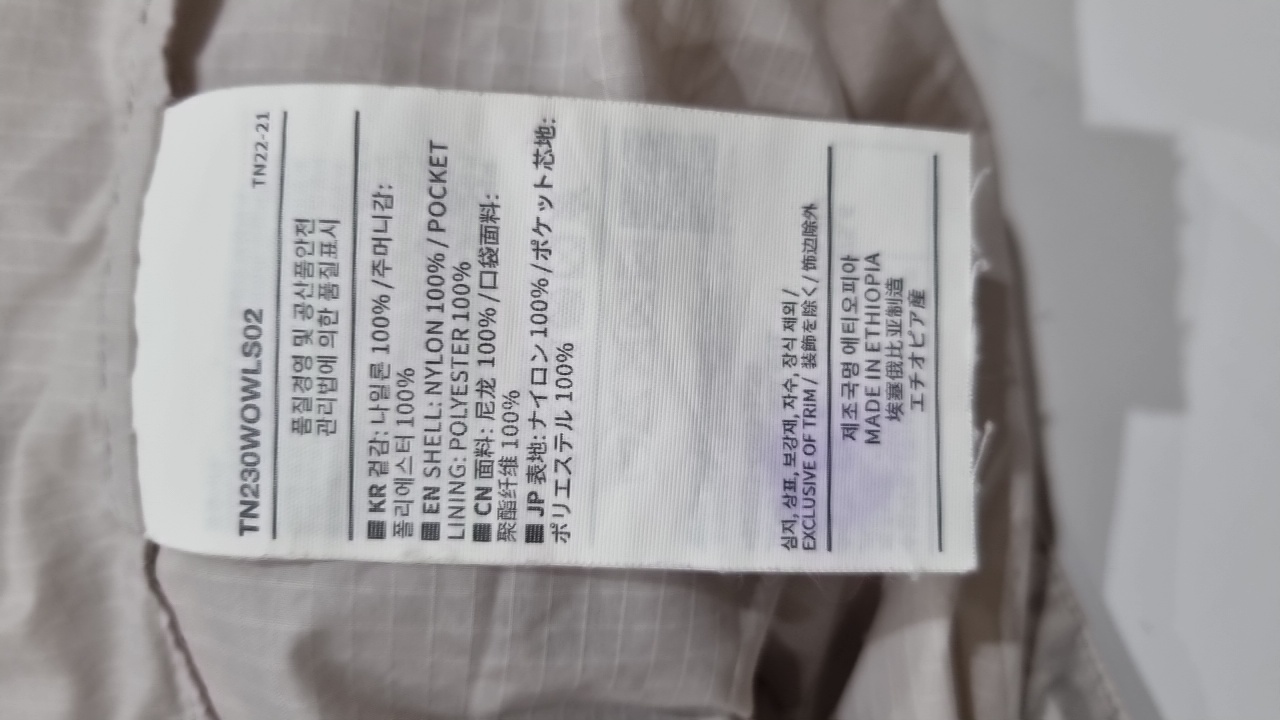 TN230WOWLS02 TN22-21
품질경영 및 공산품안전
관리법에 의한 품질표시
KR 겉감: 나일론 100% /주머니감:
폴리에스터 100%
EN SHELL: NYLON 100% / POCKET
LINING: POLYESTER 100%
CN 面料: 尼龙 100% /口袋面料:
聚酯纤维 100%
JP 表地: ナイロン 100% /ポケット芯地:
ポリエステル 100%
심지, 상표, 보강재, 자수, 장식 제외 /
EXCLUSIVE OF TRIM / 装飾を除く/ 饰边除外
제조국명 에티오피아
MADE IN ETHIOPIA
埃塞俄比亚制造
エチオピア産